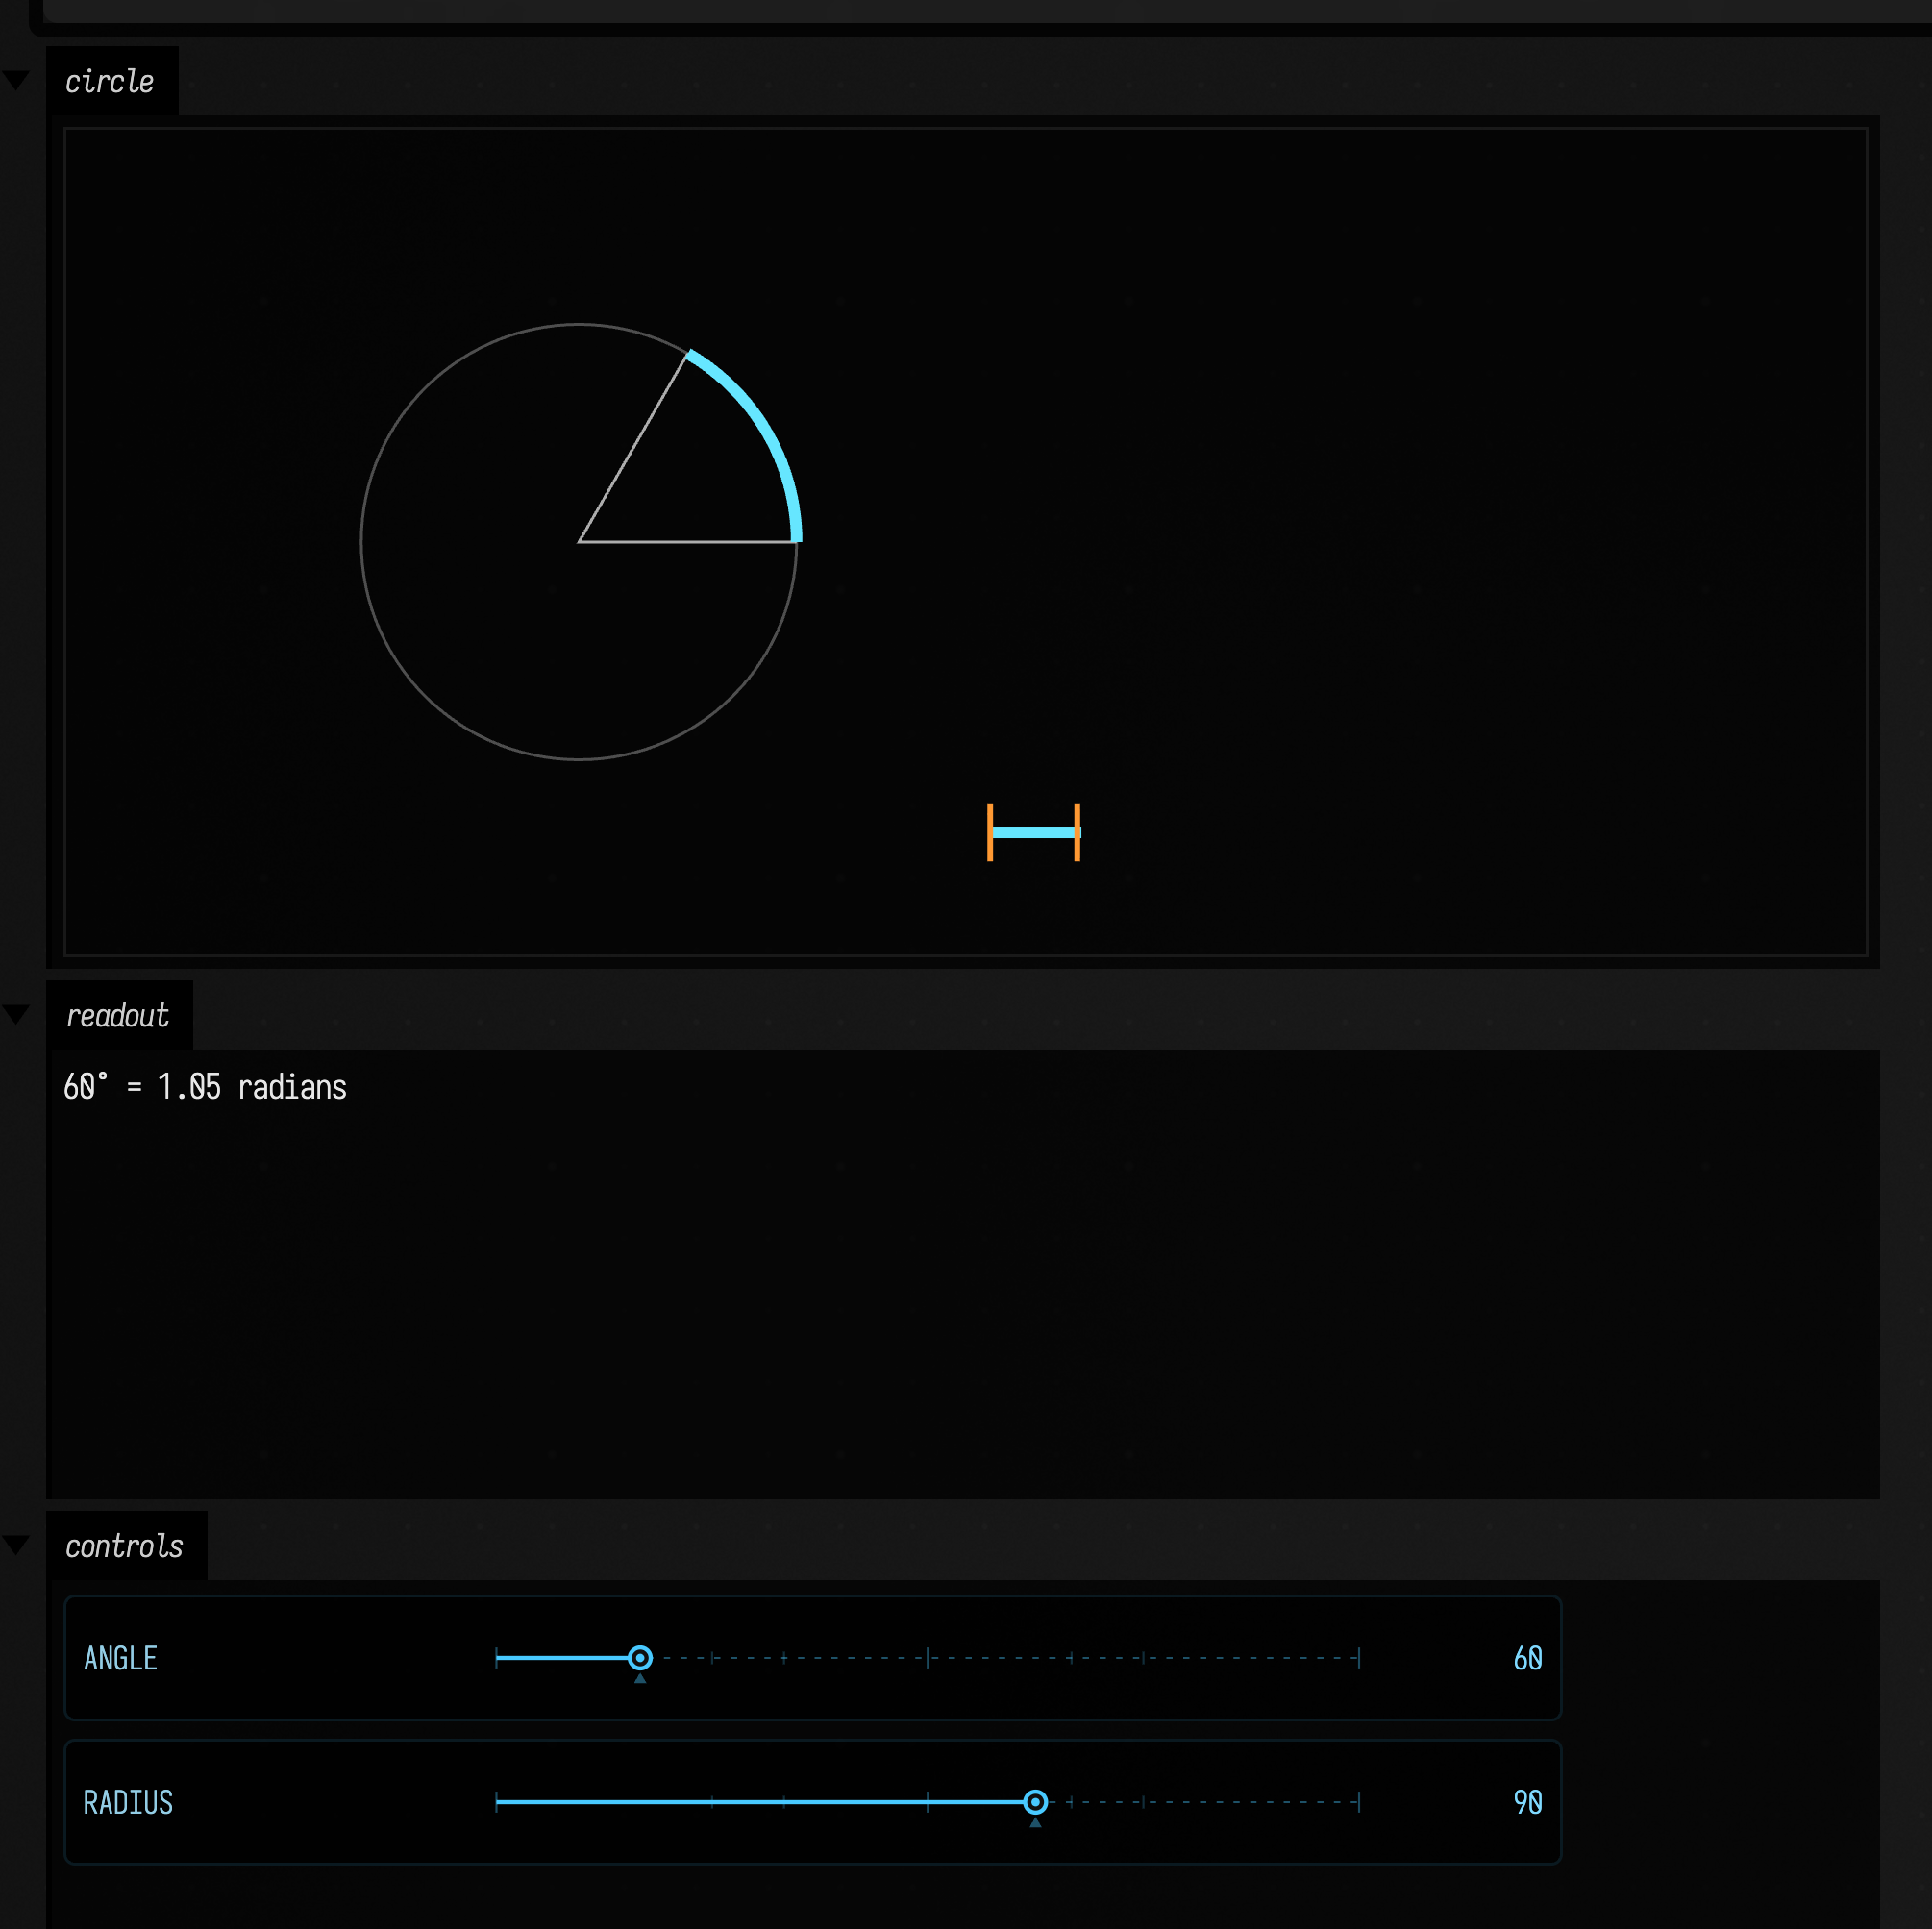 circle
readout
60° = 1.05 radians
controls
ANGLE 60
RADIUS 90